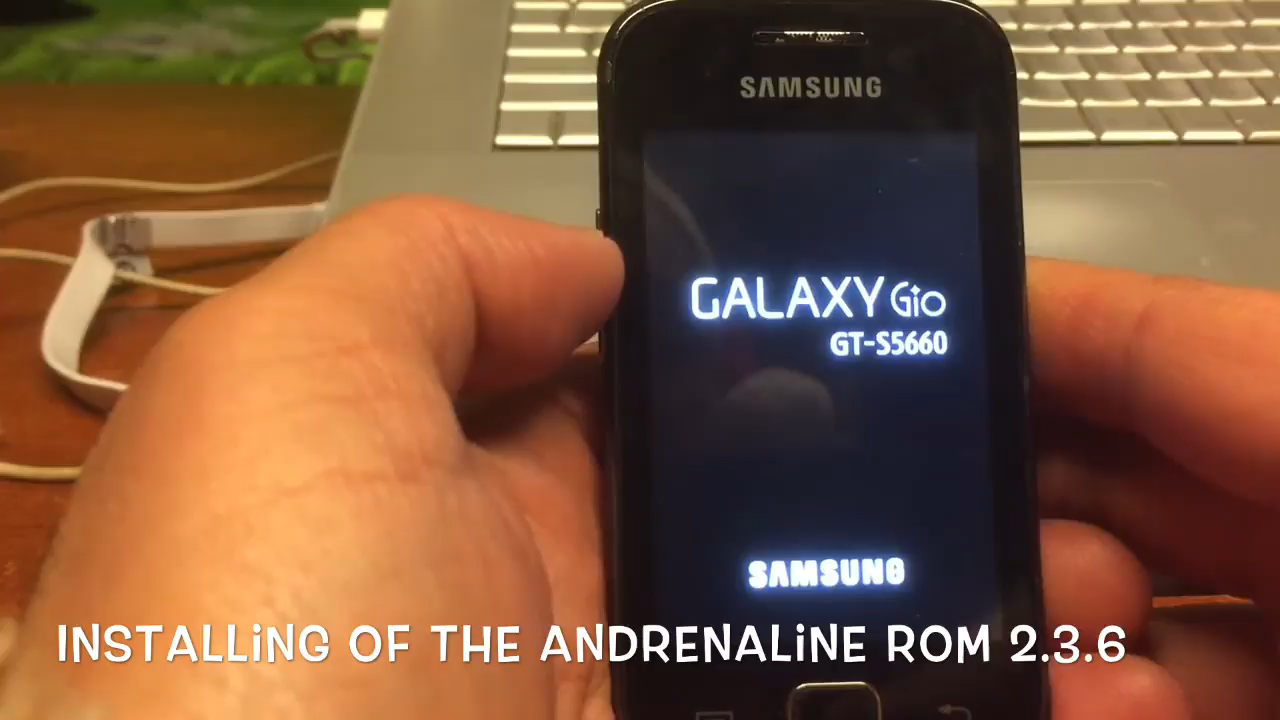 SAMSUNG
GALAXY Gio
GT-S5660
SAMSUNG
INSTALLiNG OF THE ANDRENALiNE ROM 2.3.6